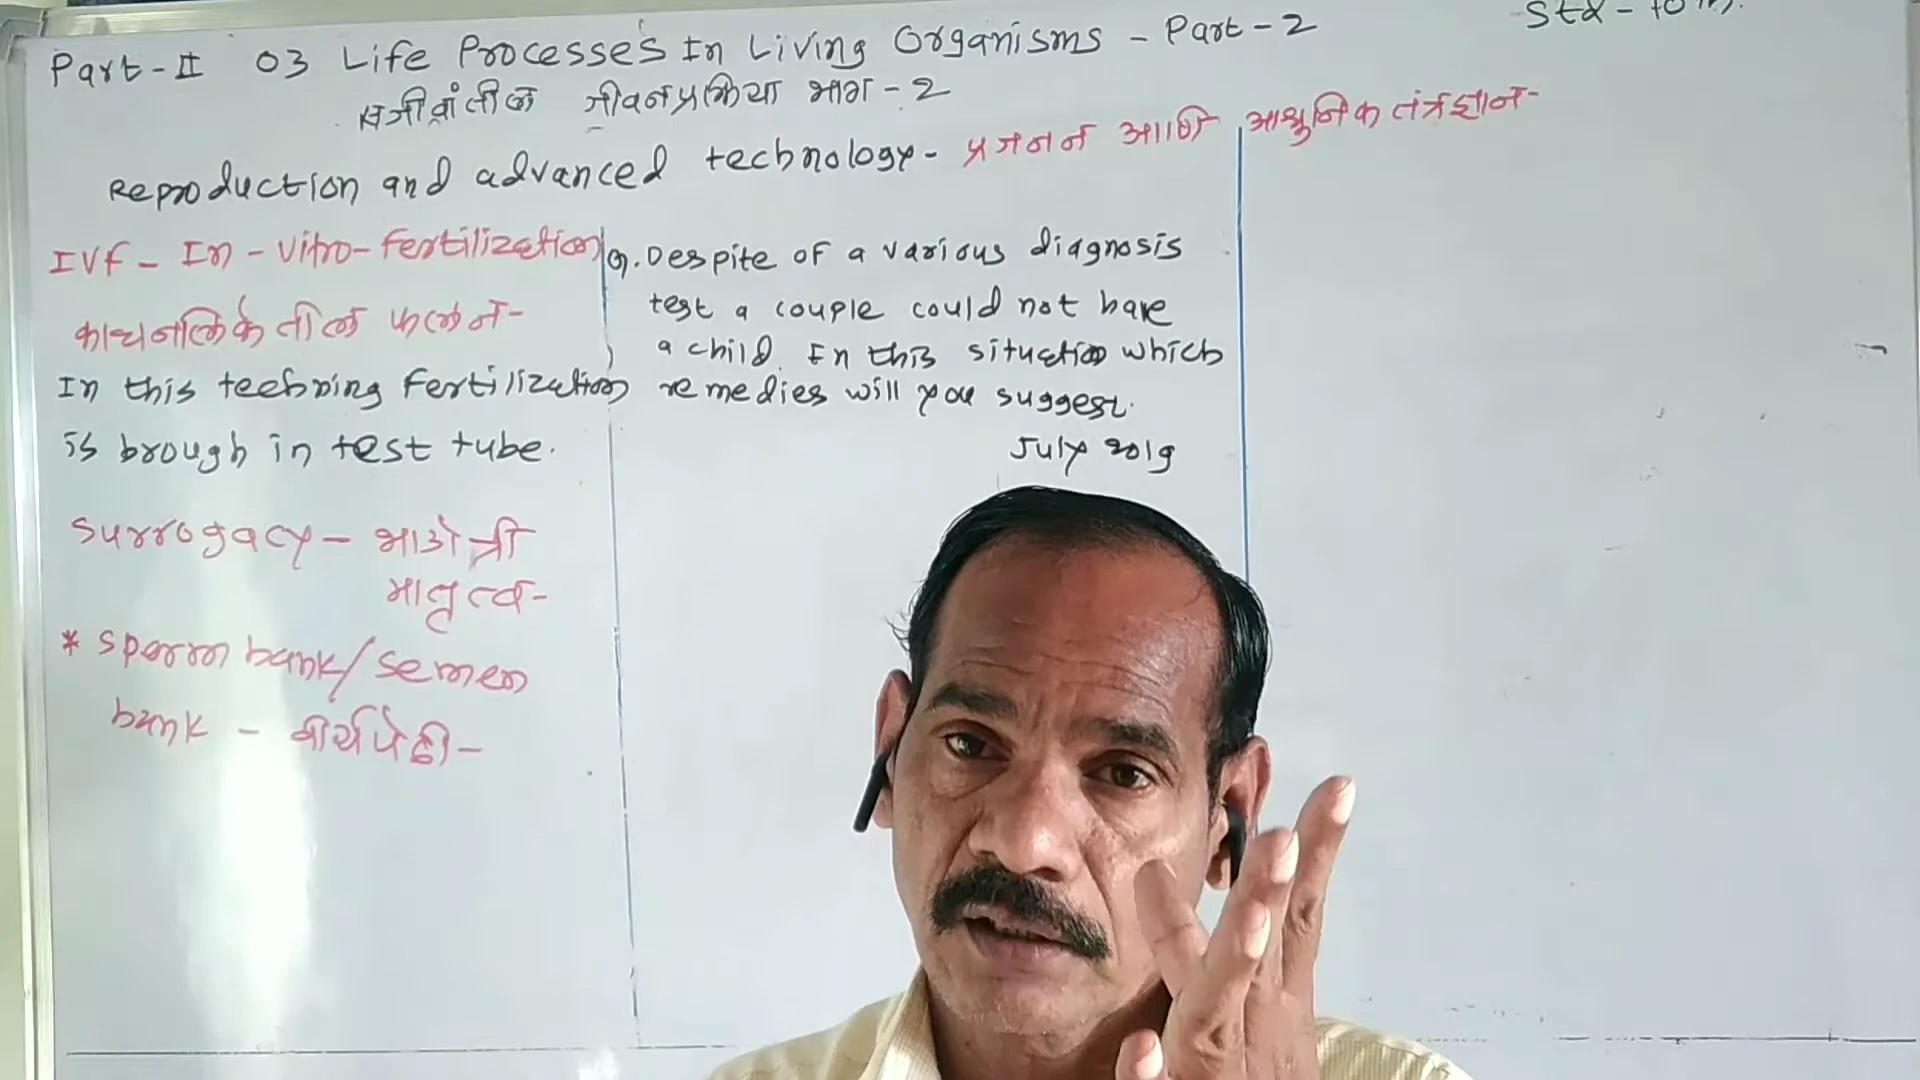 Part-II 03 Life Processes In Living Organisms - Part-2
Std - 10th.
सजीवांतील जीवनप्रक्रिया भाग-2
Reproduction and advanced technology- प्रजनन आणि आधुनिक तंत्रज्ञान-
IVF - In-Vitro-Fertilization
काचनलिकेतील फलन-
In this teehning Fertilization
is brough in test tube.
Surrogacy - भाडोत्री
मातृत्व-
* Sperm bank/Semen
bank - वीर्यपेढी-
Q. Despite of a various diagnosis
test a couple could not have
a child. In this situation which
remedies will you suggest.
July 2019